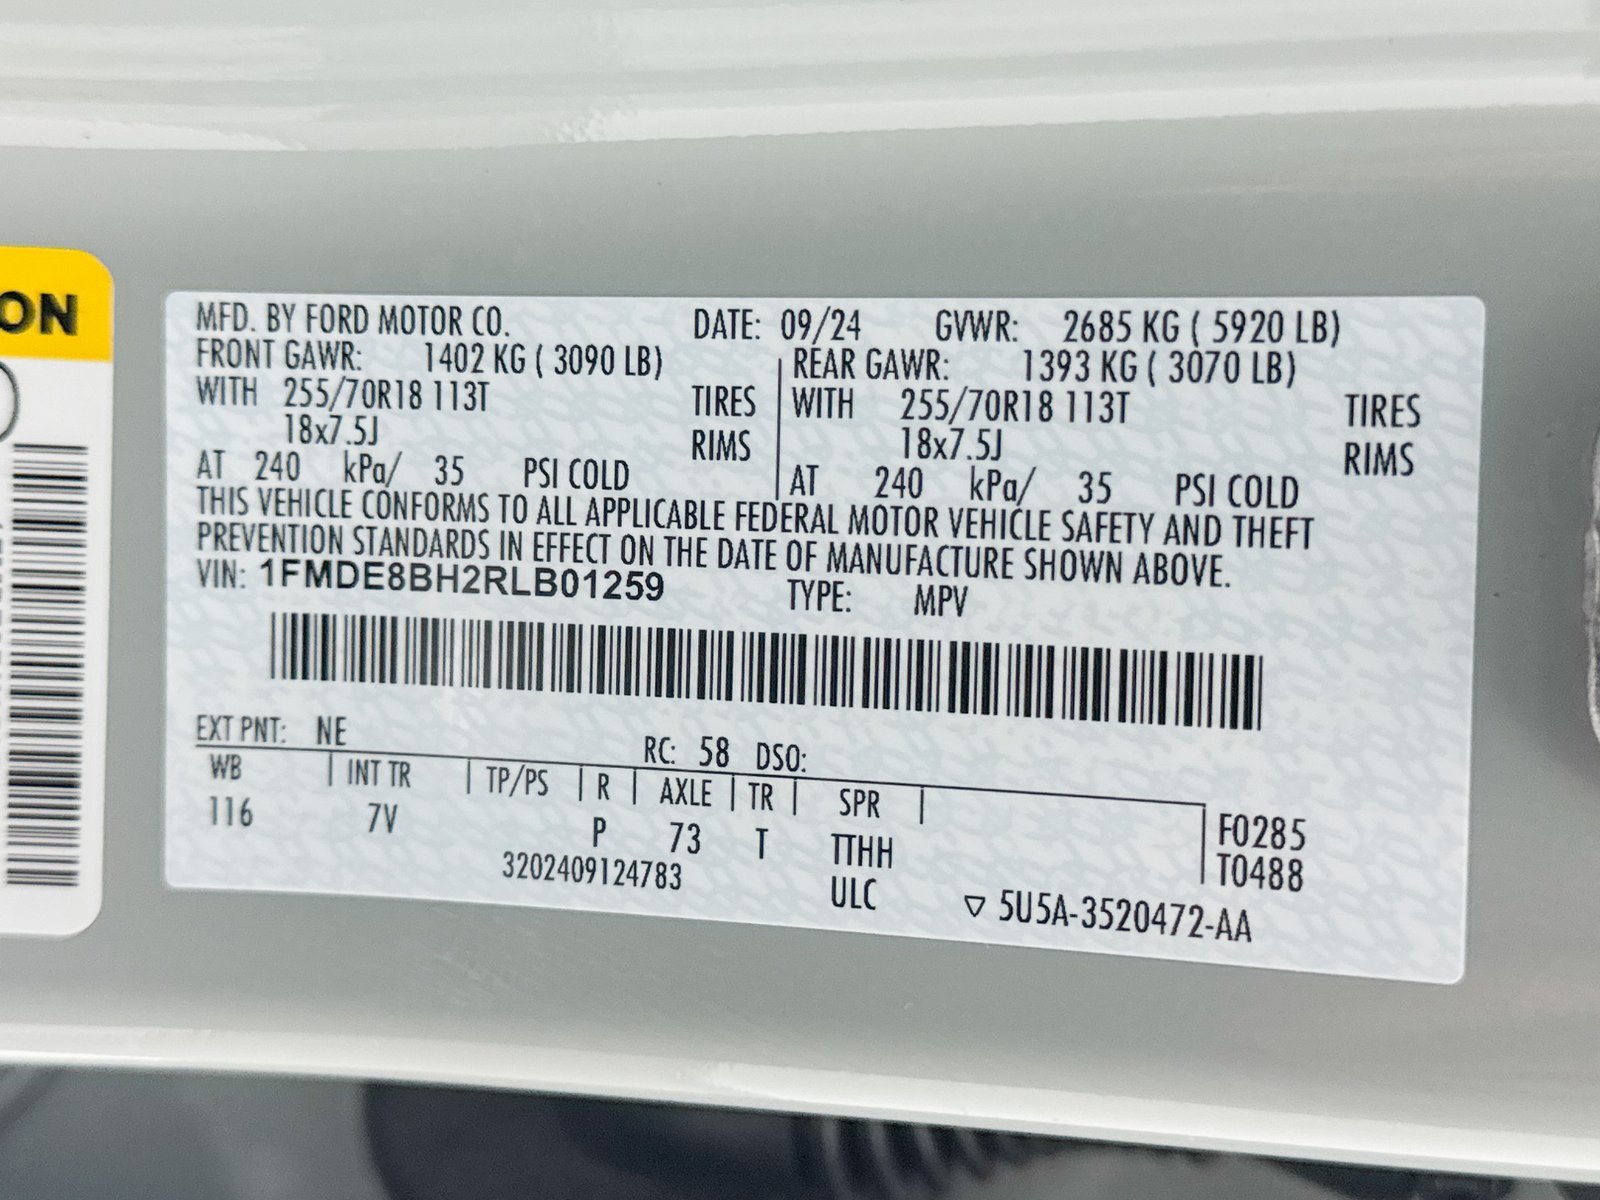 ON
MFD. BY FORD MOTOR CO. DATE: 09/24 GVWR: 2685 KG ( 5920 LB)
FRONT GAWR: 1402 KG ( 3090 LB) REAR GAWR: 1393 KG ( 3070 LB)
WITH 255/70R18 113T TIRES WITH 255/70R18 113T TIRES
18x7.5J RIMS 18x7.5J RIMS
AT 240 kPa/ 35 PSI COLD AT 240 kPa/ 35 PSI COLD
THIS VEHICLE CONFORMS TO ALL APPLICABLE FEDERAL MOTOR VEHICLE SAFETY AND THEFT
PREVENTION STANDARDS IN EFFECT ON THE DATE OF MANUFACTURE SHOWN ABOVE.
VIN: 1FMDE8BH2RLB01259 TYPE: MPV
EXT PNT: NE RC: 58 DSO:
WB | INT TR | TP/PS | R | AXLE | TR | SPR |
116 7V P 73 T TTHH F0285
3202409124783 ULC T0488
▽ 5U5A-3520472-AA